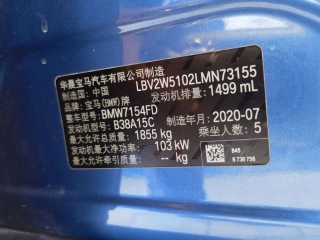 华晨宝马汽车有限公司制造
制造国：中国 LBV2W5102LMN73155
品牌：宝马(BMW)牌 发动机排量：1499 mL
整车型号：BMW7154FD
发动机型号：B38A15C 制造年月：2020-07
最大允许总质量：1855 kg 乘坐人数：5
发动机最大净功率：103 kW
最大允许牵引质量：-- kg
B45
9 736 756